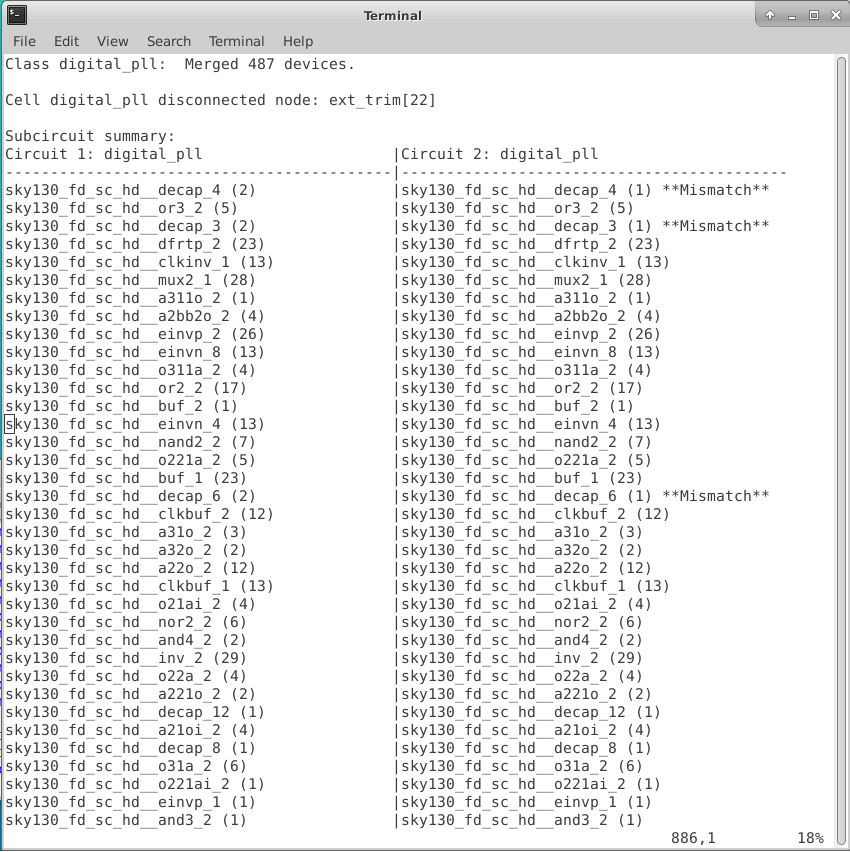 Terminal
File Edit View Search Terminal Help
Class digital_pll:  Merged 487 devices.
Cell digital_pll disconnected node: ext_trim[22]
Subcircuit summary:
Circuit 1: digital_pll                     |Circuit 2: digital_pll
-------------------------------------------|-------------------------------------------
sky130_fd_sc_hd__decap_4 (2)               |sky130_fd_sc_hd__decap_4 (1) **Mismatch**
sky130_fd_sc_hd__or3_2 (5)                 |sky130_fd_sc_hd__or3_2 (5)
sky130_fd_sc_hd__decap_3 (2)               |sky130_fd_sc_hd__decap_3 (1) **Mismatch**
sky130_fd_sc_hd__dfrtp_2 (23)              |sky130_fd_sc_hd__dfrtp_2 (23)
sky130_fd_sc_hd__clkinv_1 (13)             |sky130_fd_sc_hd__clkinv_1 (13)
sky130_fd_sc_hd__mux2_1 (28)               |sky130_fd_sc_hd__mux2_1 (28)
sky130_fd_sc_hd__a311o_2 (1)               |sky130_fd_sc_hd__a311o_2 (1)
sky130_fd_sc_hd__a2bb2o_2 (4)              |sky130_fd_sc_hd__a2bb2o_2 (4)
sky130_fd_sc_hd__einvp_2 (26)              |sky130_fd_sc_hd__einvp_2 (26)
sky130_fd_sc_hd__einvn_8 (13)              |sky130_fd_sc_hd__einvn_8 (13)
sky130_fd_sc_hd__o311a_2 (4)               |sky130_fd_sc_hd__o311a_2 (4)
sky130_fd_sc_hd__or2_2 (17)                |sky130_fd_sc_hd__or2_2 (17)
sky130_fd_sc_hd__buf_2 (1)                 |sky130_fd_sc_hd__buf_2 (1)
sky130_fd_sc_hd__einvn_4 (13)              |sky130_fd_sc_hd__einvn_4 (13)
sky130_fd_sc_hd__nand2_2 (7)               |sky130_fd_sc_hd__nand2_2 (7)
sky130_fd_sc_hd__o221a_2 (5)               |sky130_fd_sc_hd__o221a_2 (5)
sky130_fd_sc_hd__buf_1 (23)                |sky130_fd_sc_hd__buf_1 (23)
sky130_fd_sc_hd__decap_6 (2)               |sky130_fd_sc_hd__decap_6 (1) **Mismatch**
sky130_fd_sc_hd__clkbuf_2 (12)             |sky130_fd_sc_hd__clkbuf_2 (12)
sky130_fd_sc_hd__a31o_2 (3)                |sky130_fd_sc_hd__a31o_2 (3)
sky130_fd_sc_hd__a32o_2 (2)                |sky130_fd_sc_hd__a32o_2 (2)
sky130_fd_sc_hd__a22o_2 (12)               |sky130_fd_sc_hd__a22o_2 (12)
sky130_fd_sc_hd__clkbuf_1 (13)             |sky130_fd_sc_hd__clkbuf_1 (13)
sky130_fd_sc_hd__o21ai_2 (4)               |sky130_fd_sc_hd__o21ai_2 (4)
sky130_fd_sc_hd__nor2_2 (6)                |sky130_fd_sc_hd__nor2_2 (6)
sky130_fd_sc_hd__and4_2 (2)                |sky130_fd_sc_hd__and4_2 (2)
sky130_fd_sc_hd__inv_2 (29)                |sky130_fd_sc_hd__inv_2 (29)
sky130_fd_sc_hd__o22a_2 (4)                |sky130_fd_sc_hd__o22a_2 (4)
sky130_fd_sc_hd__a221o_2 (2)               |sky130_fd_sc_hd__a221o_2 (2)
sky130_fd_sc_hd__decap_12 (1)              |sky130_fd_sc_hd__decap_12 (1)
sky130_fd_sc_hd__a21oi_2 (4)               |sky130_fd_sc_hd__a21oi_2 (4)
sky130_fd_sc_hd__decap_8 (1)               |sky130_fd_sc_hd__decap_8 (1)
sky130_fd_sc_hd__o31a_2 (6)                |sky130_fd_sc_hd__o31a_2 (6)
sky130_fd_sc_hd__o221ai_2 (1)              |sky130_fd_sc_hd__o221ai_2 (1)
sky130_fd_sc_hd__einvp_1 (1)               |sky130_fd_sc_hd__einvp_1 (1)
sky130_fd_sc_hd__and3_2 (1)                |sky130_fd_sc_hd__and3_2 (1)
886,1 18%